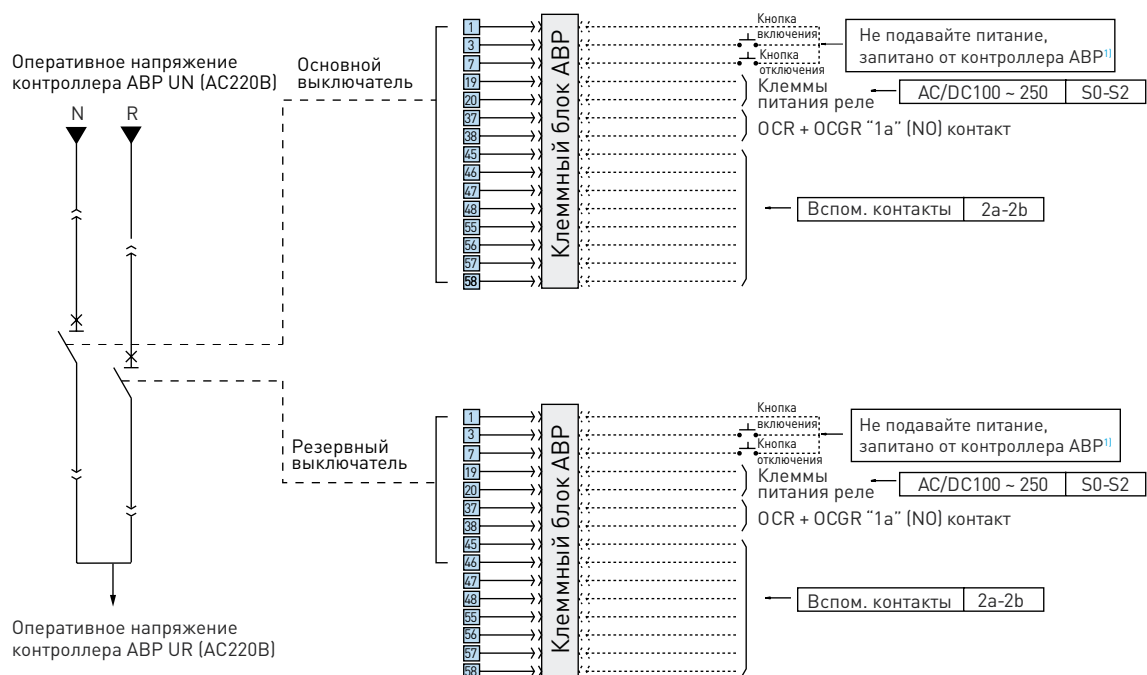 Оперативное напряжение
контроллера АВР UN (AC220В)
N
R
Основной
выключатель
1
3
7
19
20
37
38
45
46
47
48
55
56
57
58
Клеммный блок АВР
Кнопка
включения
Кнопка
отключения
Не подавайте питание,
запитано от контроллера АВР1)
Клеммы
питания реле
AC/DC100 ~ 250
S0-S2
OCR + OCGR “1a” (NO) контакт
Вспом. контакты
2a-2b
Резервный
выключатель
1
3
7
19
20
37
38
45
46
47
48
55
56
57
58
Клеммный блок АВР
Кнопка
включения
Кнопка
отключения
Не подавайте питание,
запитано от контроллера АВР1)
Клеммы
питания реле
AC/DC100 ~ 250
S0-S2
OCR + OCGR “1a” (NO) контакт
Вспом. контакты
2a-2b
Оперативное напряжение
контроллера АВР UR (AC220В)